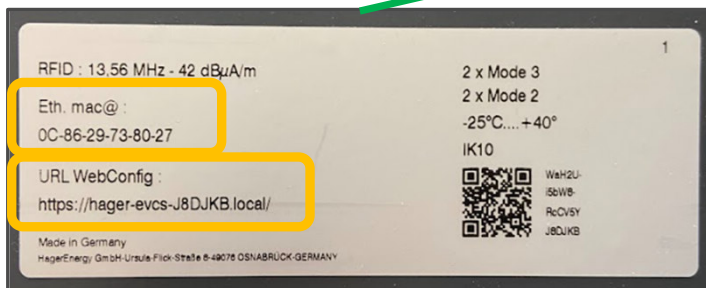 1
RFID : 13,56 MHz - 42 dBµA/m
Eth. mac@ :
0C-86-29-73-80-27
URL WebConfig :
https://hager-evcs-J8DJKB.local/
Made in Germany
HagerEnergy GmbH-Ursula-Flick-Straße 6-49076 OSNABRÜCK-GERMANY
2 x Mode 3
2 x Mode 2
-25°C....+40°
IK10
WaH2U-
i5bW8-
RcCV5Y
J8DJKB